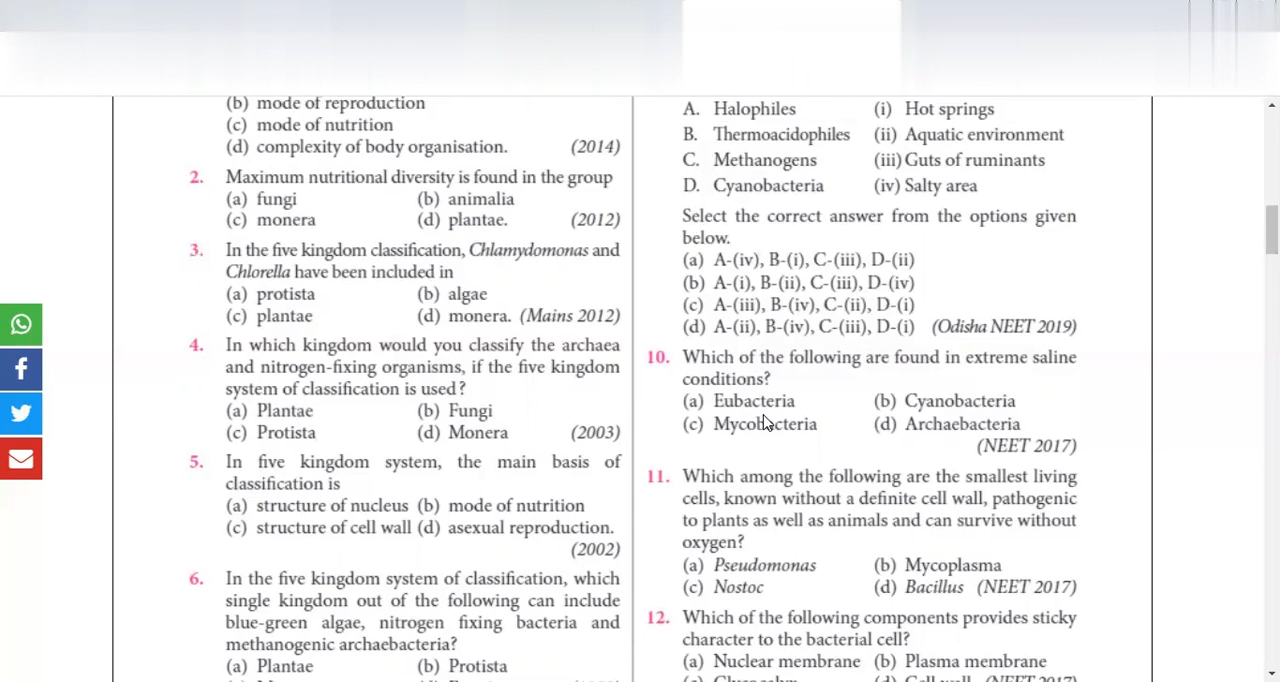 (b) mode of reproduction
(c) mode of nutrition
(d) complexity of body organisation. (2014)
2. Maximum nutritional diversity is found in the group
(a) fungi (b) animalia
(c) monera (d) plantae. (2012)
3. In the five kingdom classification, Chlamydomonas and
Chlorella have been included in
(a) protista (b) algae
(c) plantae (d) monera. (Mains 2012)
4. In which kingdom would you classify the archaea
and nitrogen-fixing organisms, if the five kingdom
system of classification is used?
(a) Plantae (b) Fungi
(c) Protista (d) Monera (2003)
5. In five kingdom system, the main basis of
classification is
(a) structure of nucleus (b) mode of nutrition
(c) structure of cell wall (d) asexual reproduction.
(2002)
6. In the five kingdom system of classification, which
single kingdom out of the following can include
blue-green algae, nitrogen fixing bacteria and
methanogenic archaebacteria?
(a) Plantae (b) Protista
A. Halophiles (i) Hot springs
B. Thermoacidophiles (ii) Aquatic environment
C. Methanogens (iii) Guts of ruminants
D. Cyanobacteria (iv) Salty area
Select the correct answer from the options given
below.
(a) A-(iv), B-(i), C-(iii), D-(ii)
(b) A-(i), B-(ii), C-(iii), D-(iv)
(c) A-(iii), B-(iv), C-(ii), D-(i)
(d) A-(ii), B-(iv), C-(iii), D-(i) (Odisha NEET 2019)
10. Which of the following are found in extreme saline
conditions?
(a) Eubacteria (b) Cyanobacteria
(c) Mycobacteria (d) Archaebacteria
(NEET 2017)
11. Which among the following are the smallest living
cells, known without a definite cell wall, pathogenic
to plants as well as animals and can survive without
oxygen?
(a) Pseudomonas (b) Mycoplasma
(c) Nostoc (d) Bacillus (NEET 2017)
12. Which of the following components provides sticky
character to the bacterial cell?
(a) Nuclear membrane (b) Plasma membrane
(d) Cell wall (NEET 2017)